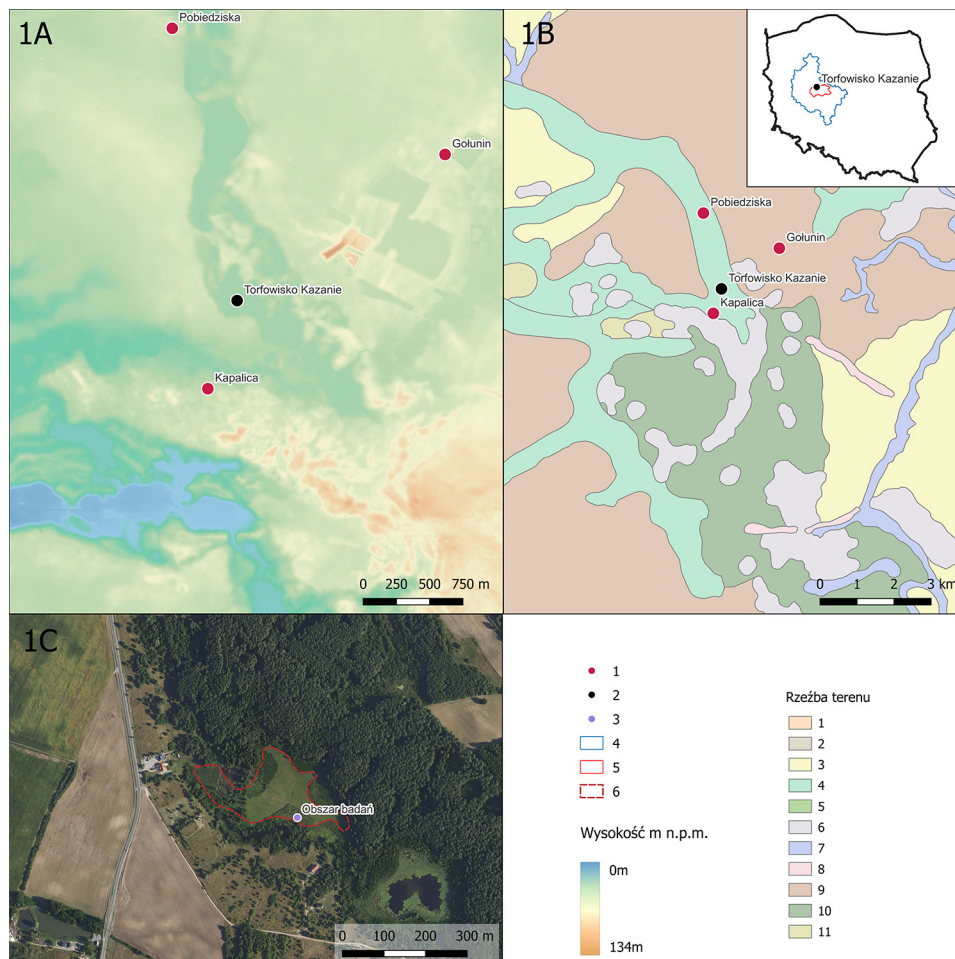 1A
Pobiedziska
Gołunin
Torfowisko Kazanie
Kapalica
0 250 500 750 m
1B
Torfowisko Kazanie
Pobiedziska
Gołunin
Torfowisko Kazanie
Kapalica
0 1 2 3 km
1C
Obszar badań
0 100 200 300 m
1
2
3
4
5
6
Wysokość m n.p.m.
0m
134m
Rzeźba terenu
1
2
3
4
5
6
7
8
9
10
11